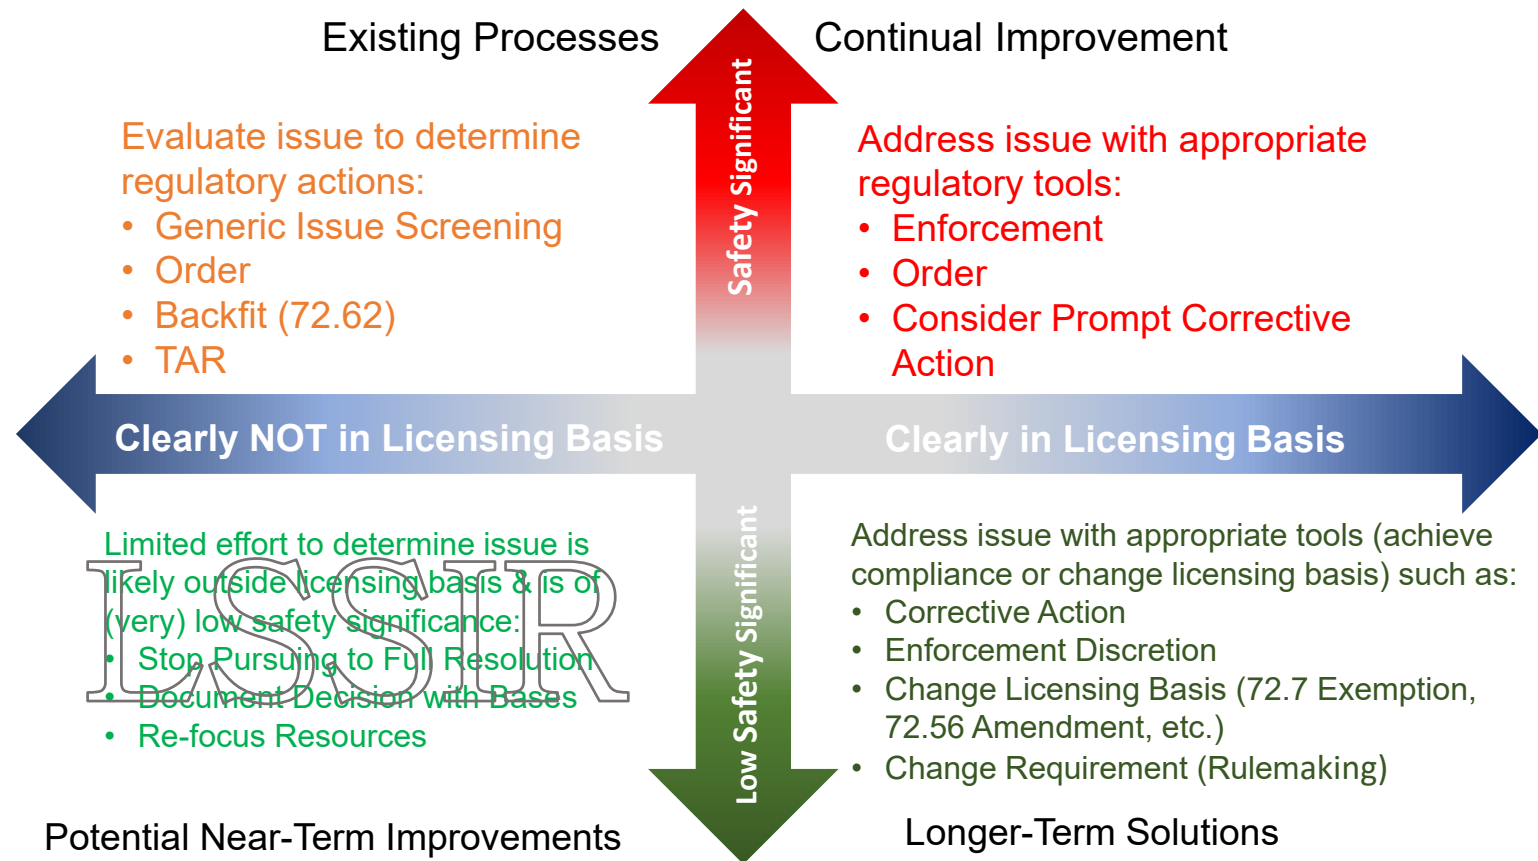 Existing Processes
Continual Improvement
Evaluate issue to determine
regulatory actions:
• Generic Issue Screening
• Order
• Backfit (72.62)
• TAR
Safety Significant
Address issue with appropriate
regulatory tools:
• Enforcement
• Order
• Consider Prompt Corrective
Action
Clearly NOT in Licensing Basis
Clearly in Licensing Basis
Limited effort to determine issue is
likely outside licensing basis & is of
(very) low safety significance:
• Stop Pursuing to Full Resolution
• Document Decision with Bases
• Re-focus Resources
LSSIR
Low Safety Significant
Address issue with appropriate tools (achieve
compliance or change licensing basis) such as:
• Corrective Action
• Enforcement Discretion
• Change Licensing Basis (72.7 Exemption,
72.56 Amendment, etc.)
• Change Requirement (Rulemaking)
Potential Near-Term Improvements
Longer-Term Solutions